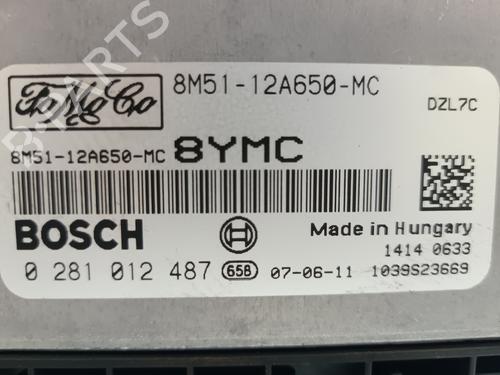 PARTS
FoMoCo
8M51-12A650-MC
DZL7C
8M51-12A650-MC 8YMC
BOSCH
Made in Hungary
1414 0633
0 281 012 487 658 07-06-11 1039S23669